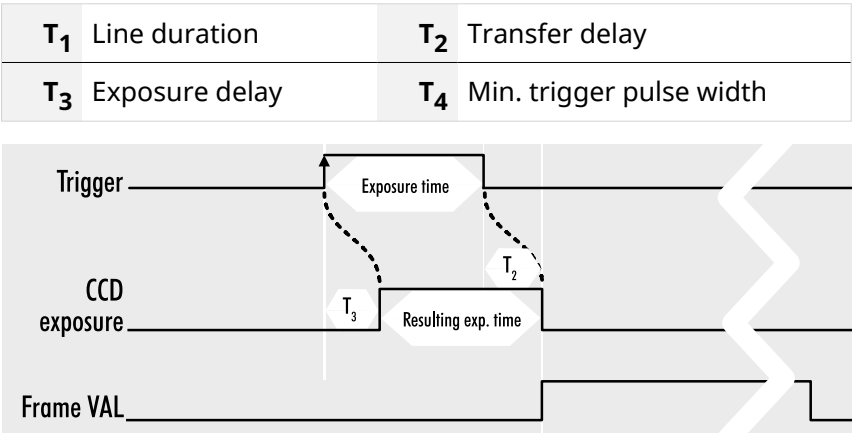 T1 Line duration T2 Transfer delay
T3 Exposure delay T4 Min. trigger pulse width
Trigger
Exposure time
T2
CCD
exposure
T3
Resulting exp. time
Frame VAL